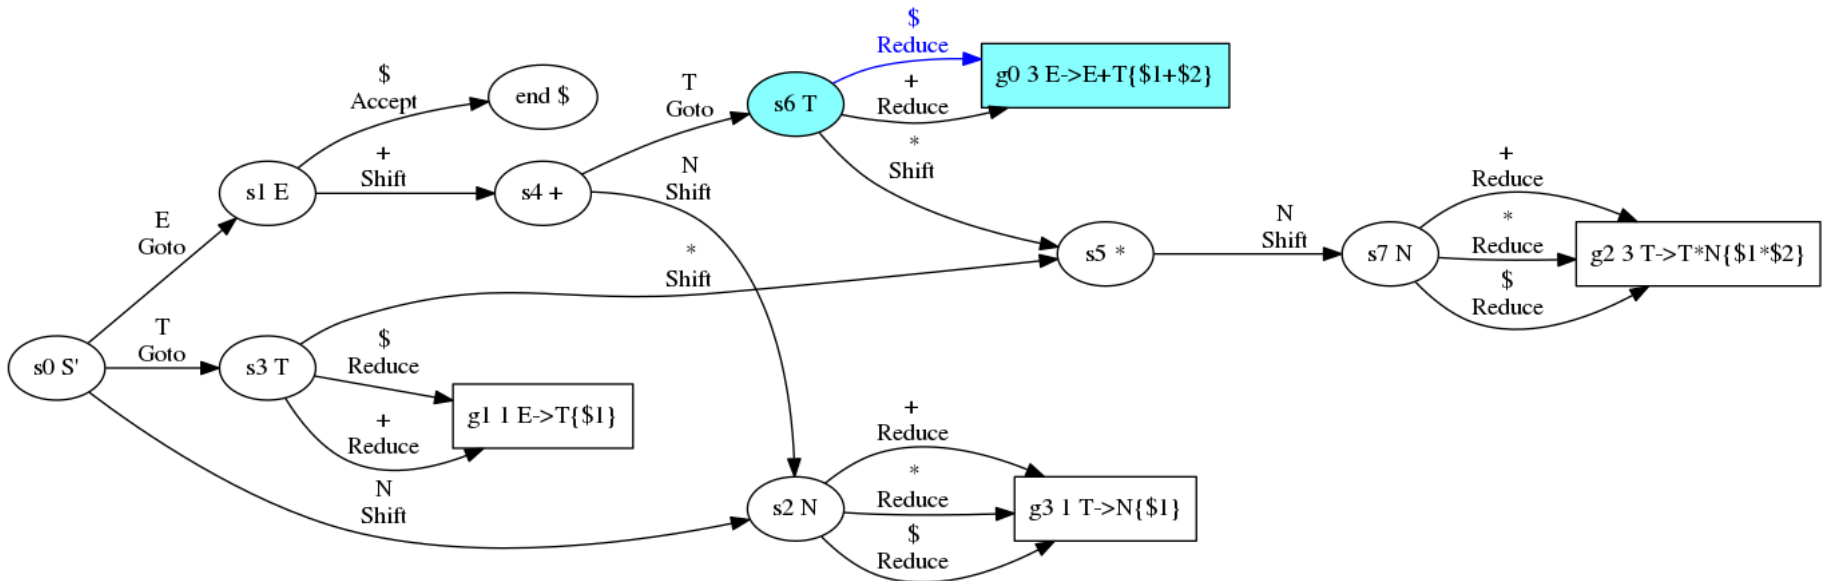 $
Reduce
g0 3 E->E+T{$1+$2}
+
Reduce
$
Accept
end $
T
Goto
s6 T
*
Shift
+
Shift
s1 E
s4 +
N
Shift
E
Goto
*
Shift
s5 *
N
Shift
s7 N
+
Reduce
*
Reduce
$
Reduce
g2 3 T->T*N{$1*$2}
s0 S'
T
Goto
s3 T
$
Reduce
+
Reduce
g1 1 E->T{$1}
N
Shift
s2 N
+
Reduce
*
Reduce
$
Reduce
g3 1 T->N{$1}